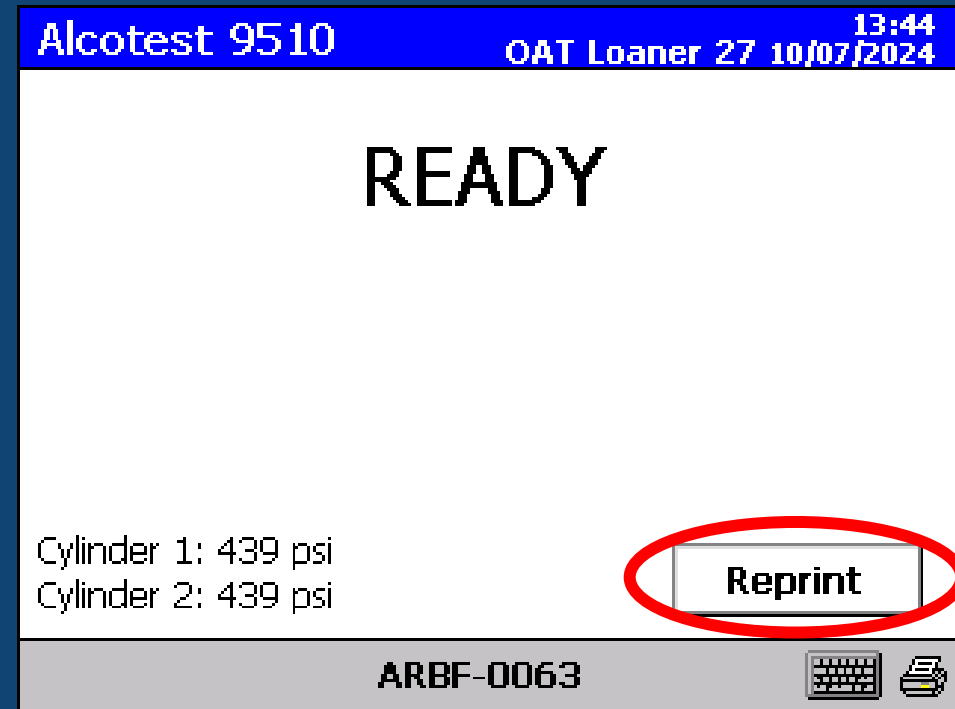 Alcotest 9510
13:44
OAT Loaner 27 10/07/2024
READY
Cylinder 1: 439 psi
Cylinder 2: 439 psi
Reprint
ARBF-0063